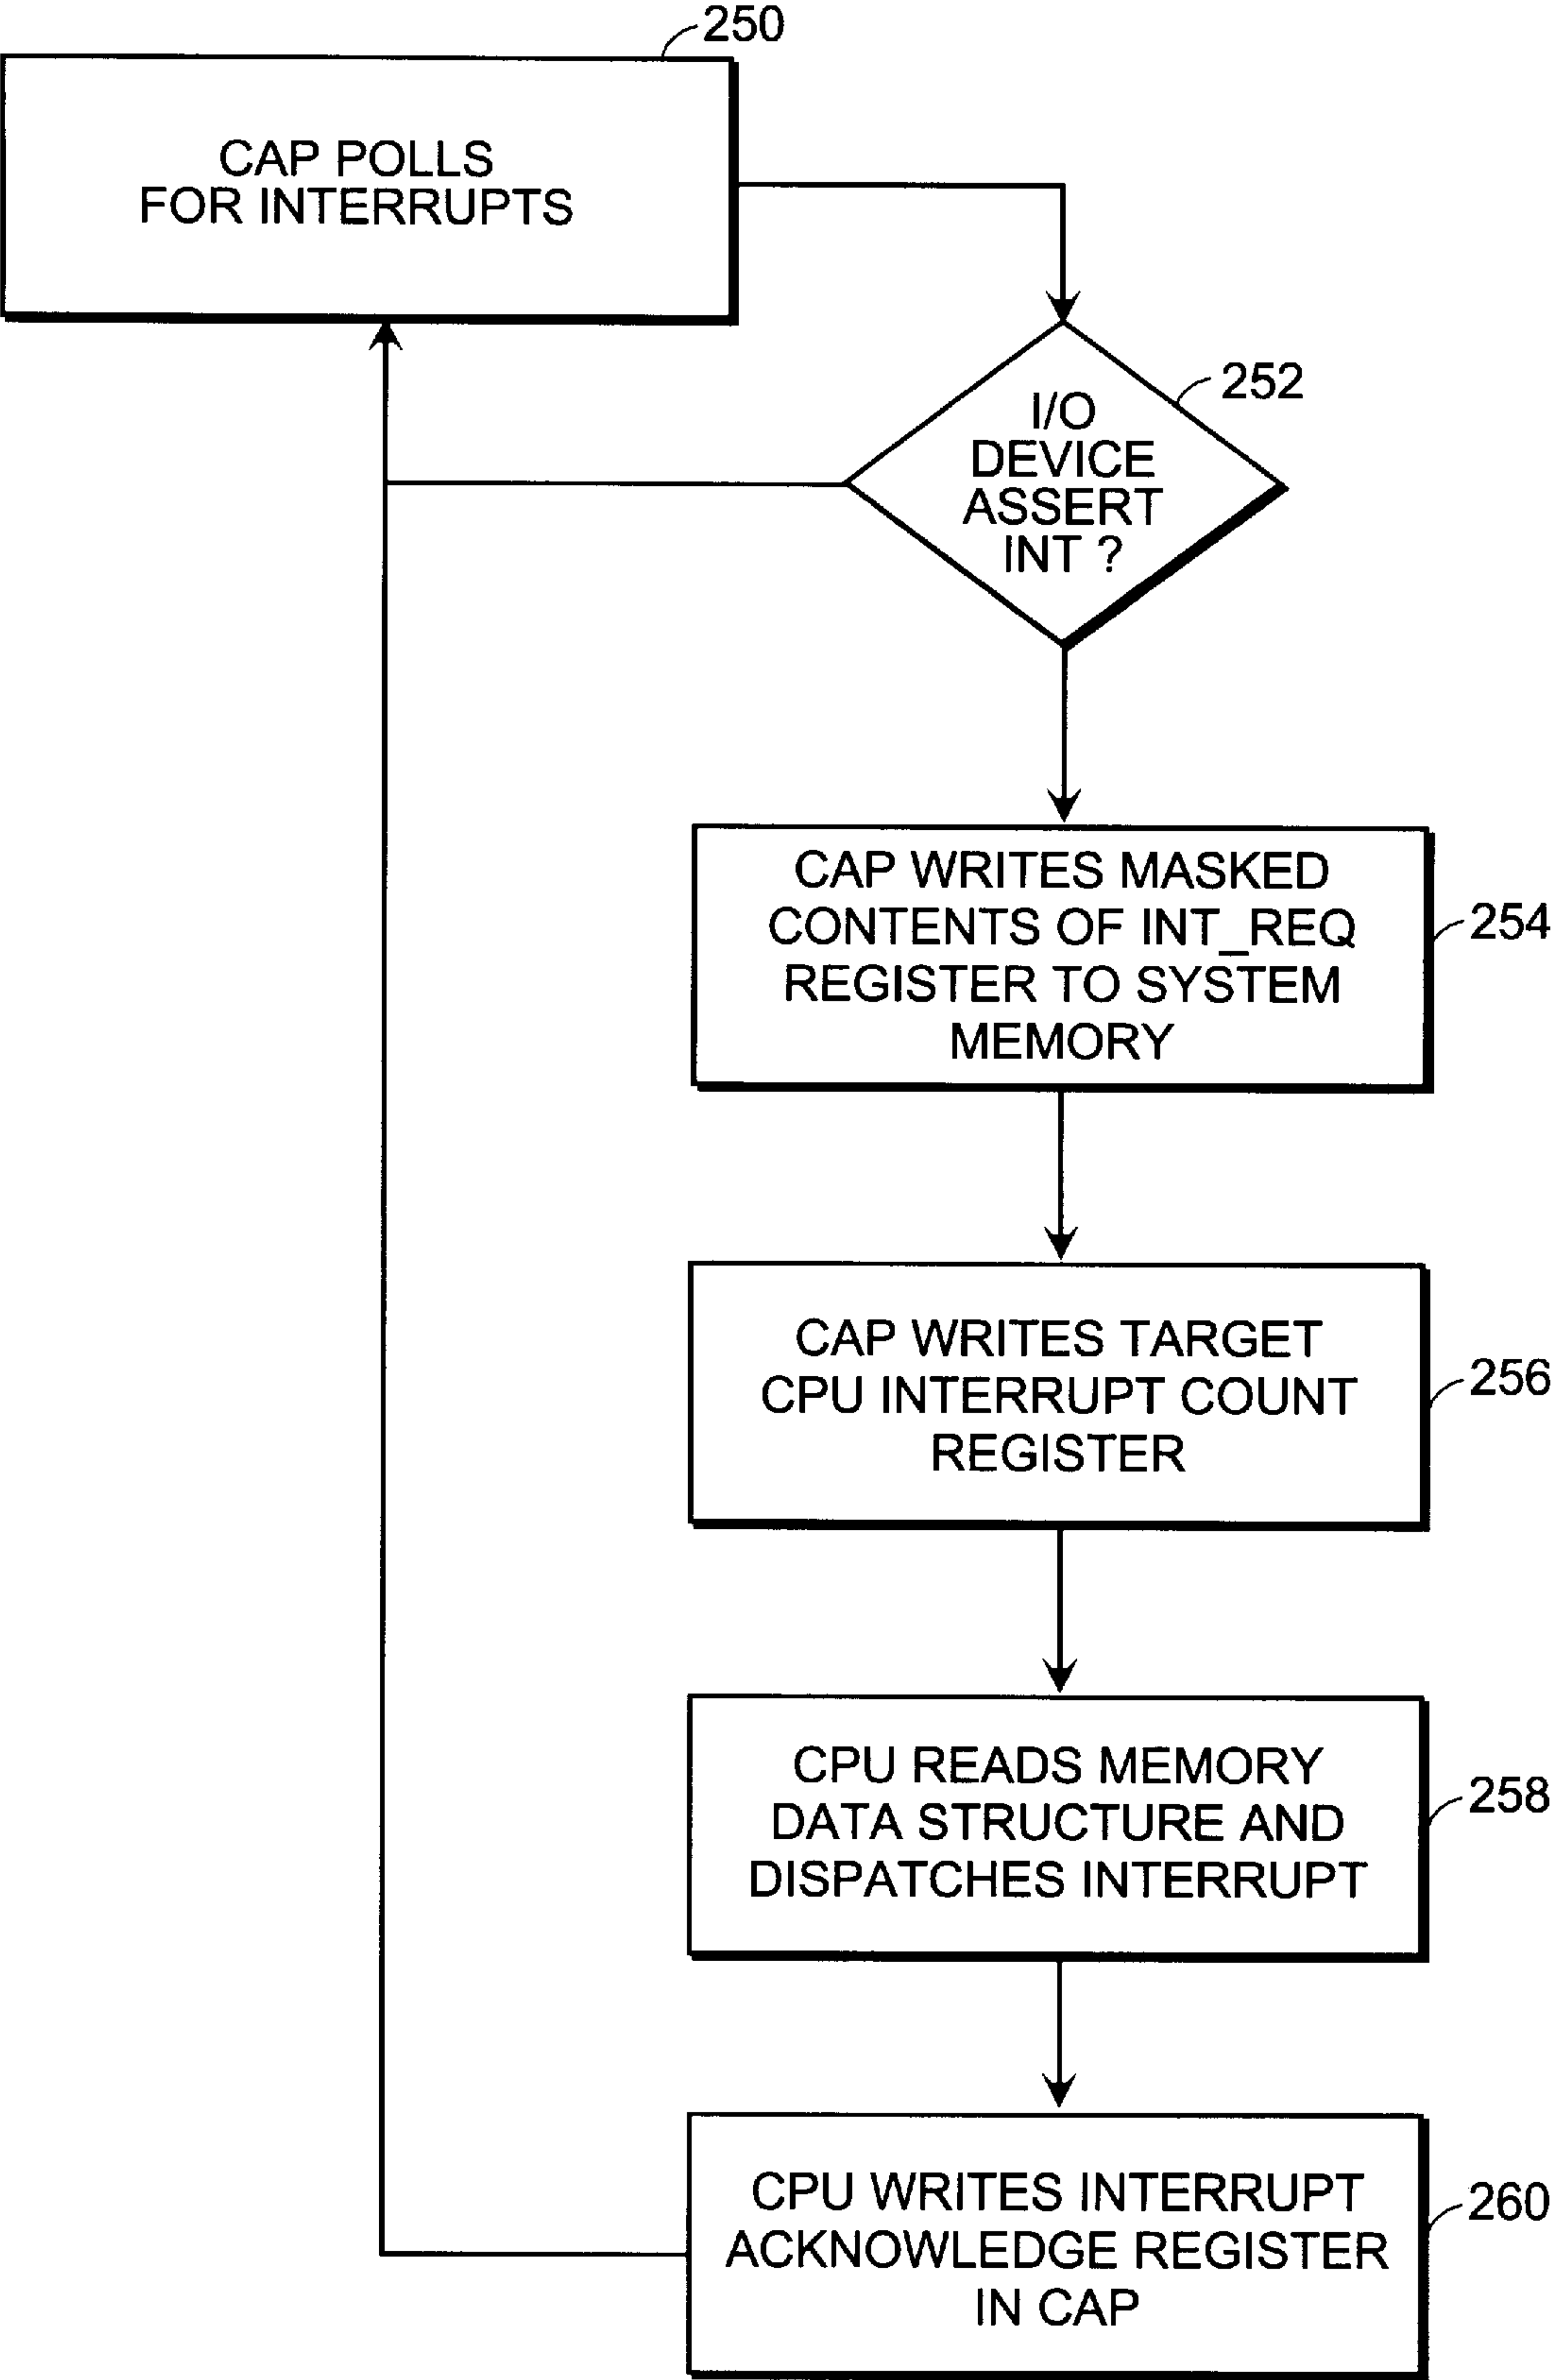 250
CAP POLLS
FOR INTERRUPTS
252
I/O
DEVICE
ASSERT
INT ?
CAP WRITES MASKED
CONTENTS OF INT_REQ
REGISTER TO SYSTEM
MEMORY
254
CAP WRITES TARGET
CPU INTERRUPT COUNT
REGISTER
256
CPU READS MEMORY
DATA STRUCTURE AND
DISPATCHES INTERRUPT
258
CPU WRITES INTERRUPT
ACKNOWLEDGE REGISTER
IN CAP
260